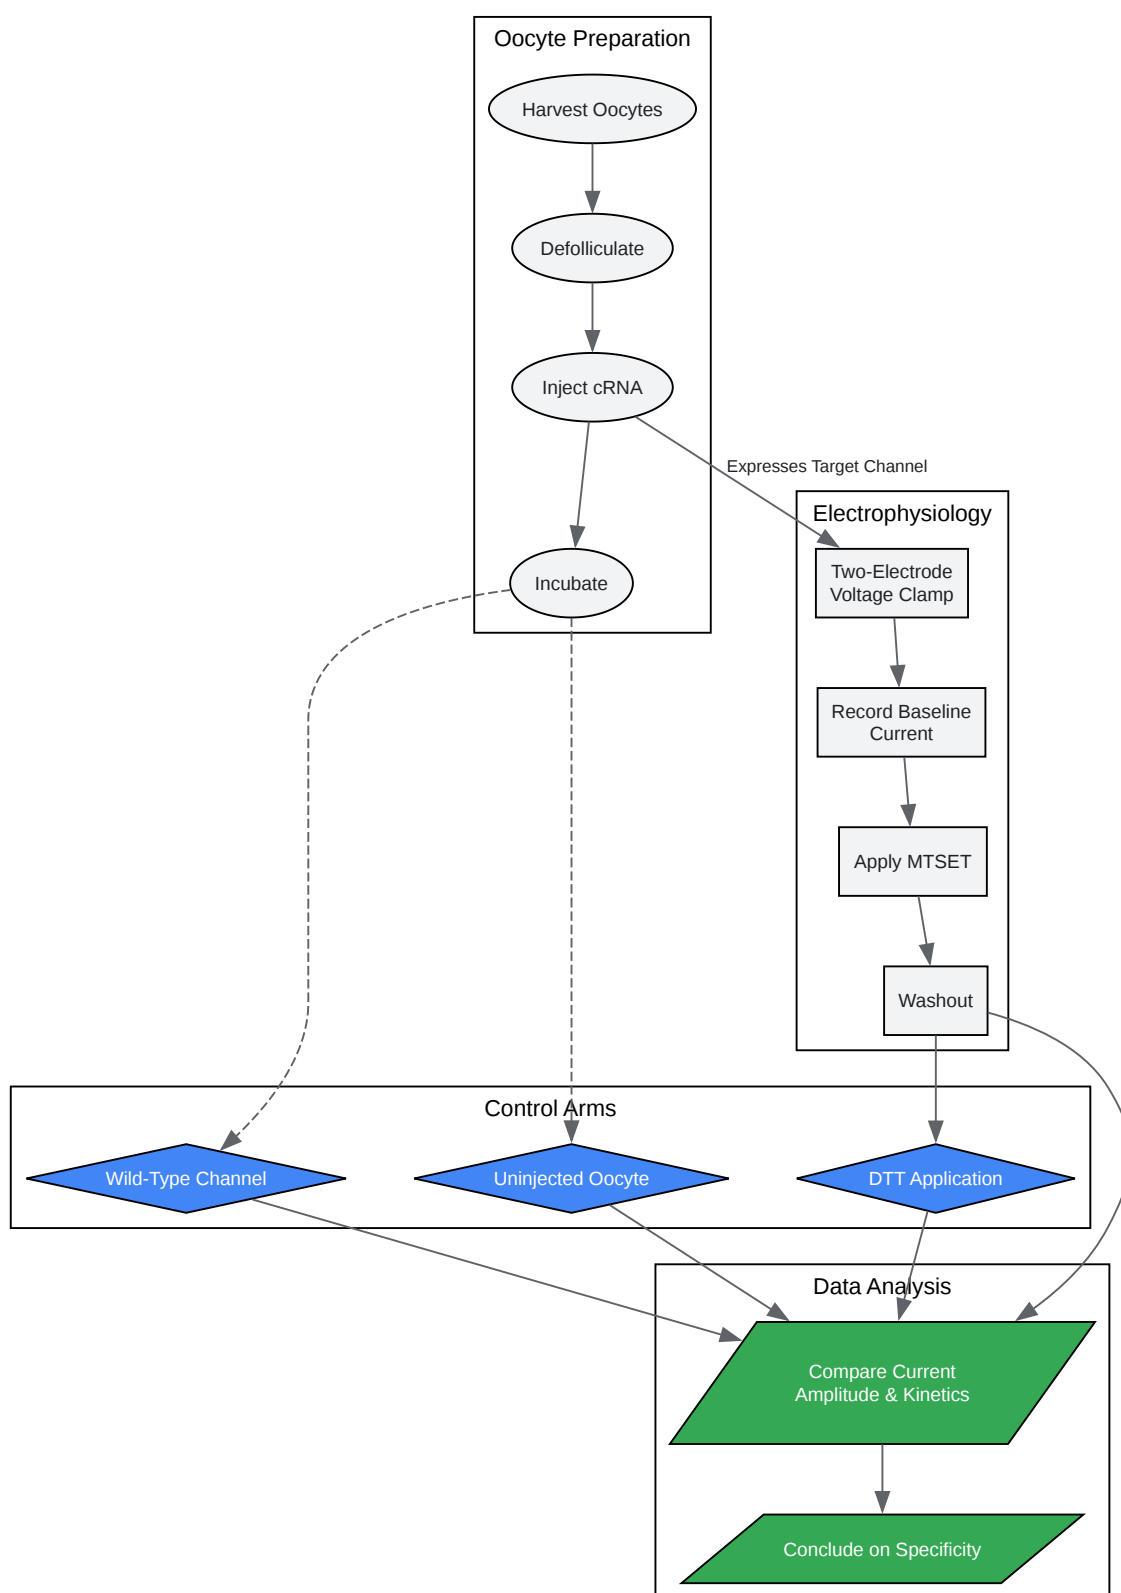 Oocyte Preparation
Harvest Oocytes
Defolliculate
Inject cRNA
Expresses Target Channel
Incubate
Electrophysiology
Two-Electrode
Voltage Clamp
Record Baseline
Current
Apply MTSET
Washout
Control Arms
Wild-Type Channel
Uninjected Oocyte
DTT Application
Data Analysis
Compare Current
Amplitude & Kinetics
Conclude on Specificity